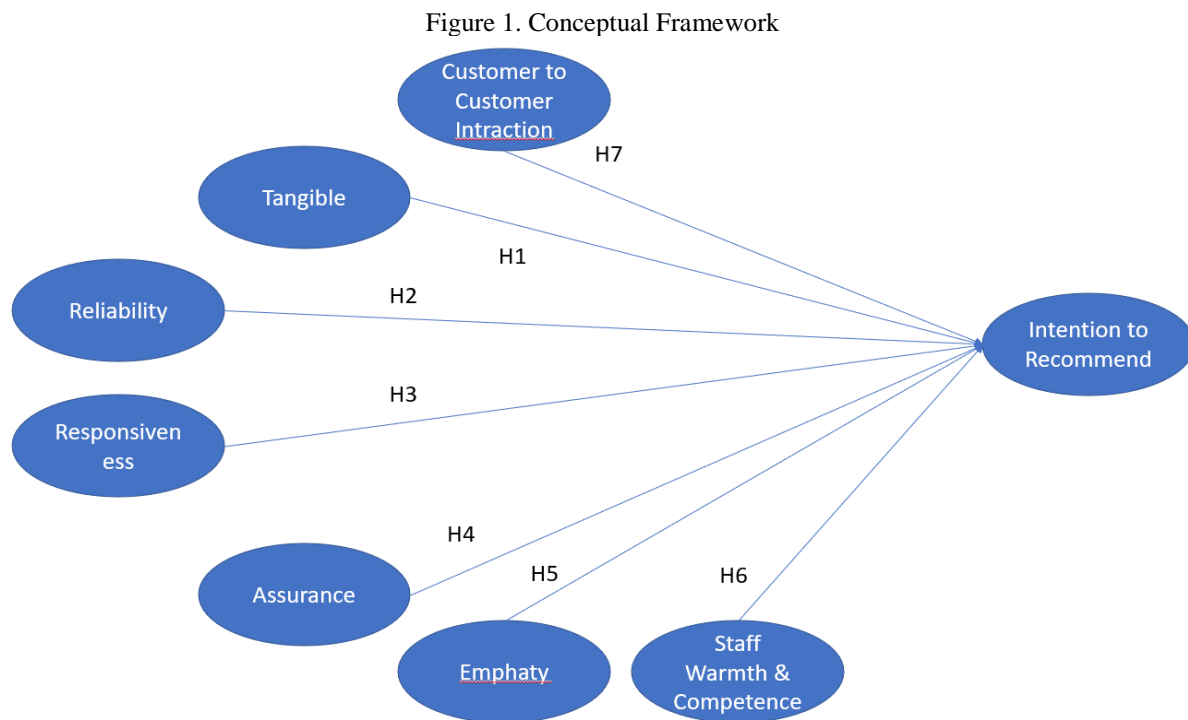 Figure 1. Conceptual Framework
Customer to
Customer
Intraction
H7
Tangible
H1
Reliability
H2
Intention to
Recommend
H3
Responsiven
ess
H4
Assurance
H5
H6
Emphaty
Staff
Warmth &
Competence